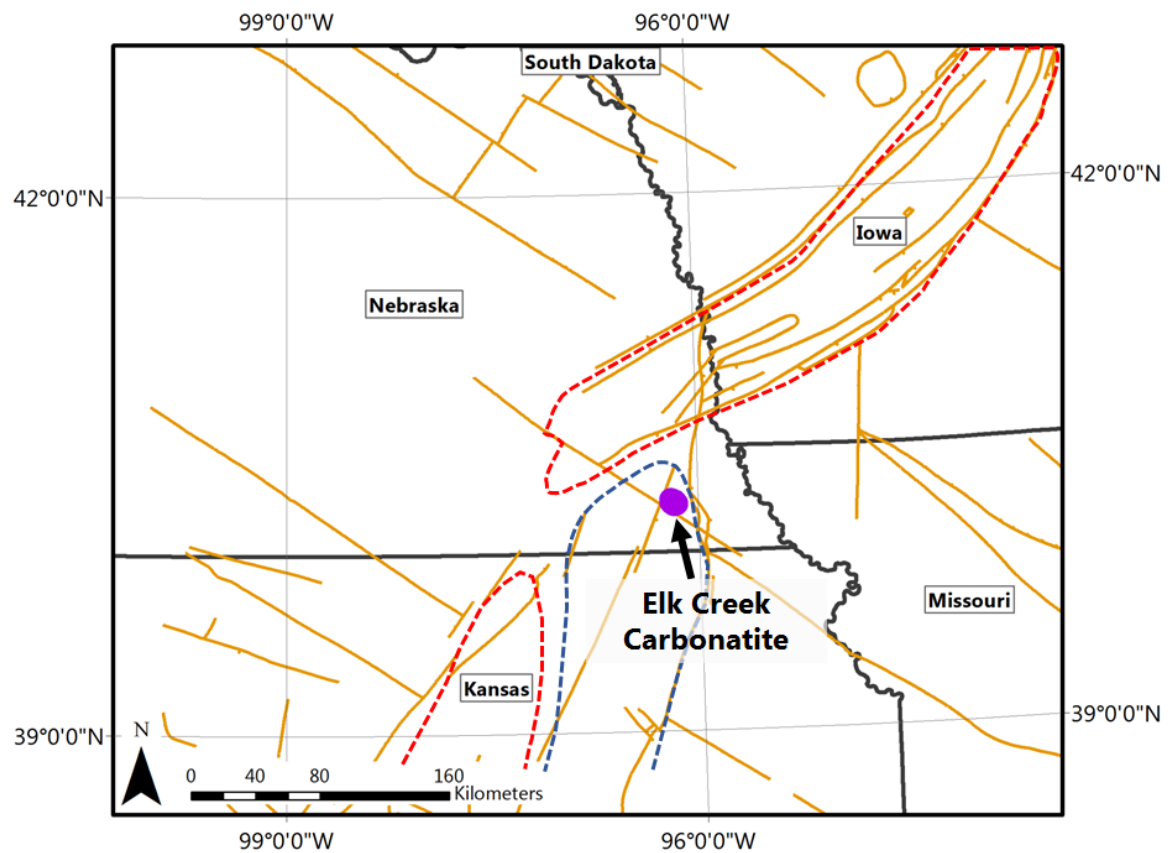 99°0'0"W
96°0'0"W
South Dakota
42°0'0"N
42°0'0"N
Iowa
Nebraska
Elk Creek
Carbonatite
Missouri
Kansas
39°0'0"N
39°0'0"N
N
0 40 80 160
Kilometers
99°0'0"W
96°0'0"W